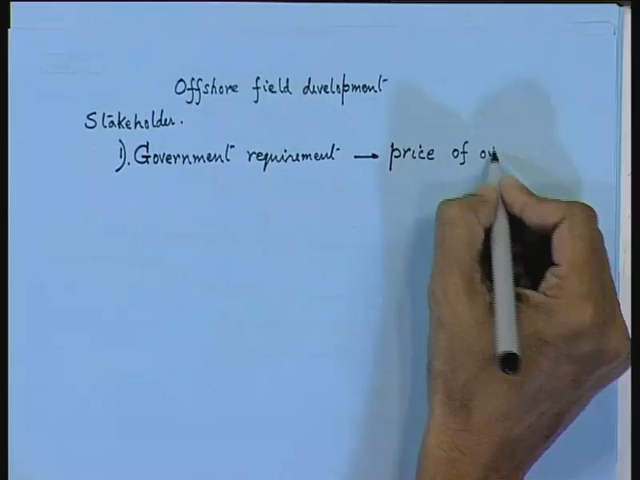 Offshore field development
Stakeholder.
1). Government requirement → price of